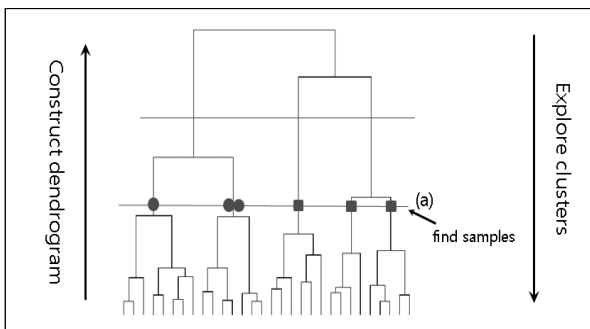 Construct dendrogram
(a)
find samples
Explore clusters